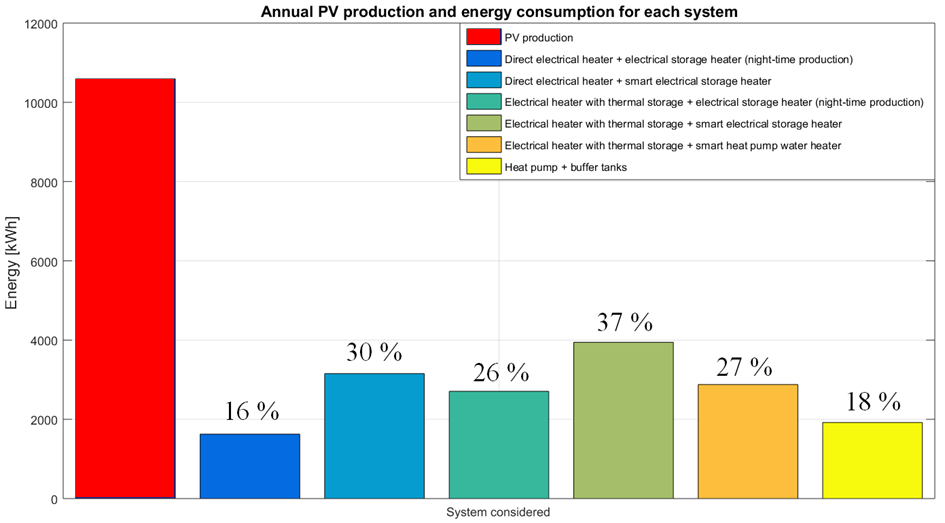 Annual PV production and energy consumption for each system
12000
10000
8000
6000
4000
2000
0
Energy [kWh]
PV production
Direct electrical heater + electrical storage heater (night-time production)
Direct electrical heater + smart electrical storage heater
Electrical heater with thermal storage + electrical storage heater (night-time production)
Electrical heater with thermal storage + smart electrical storage heater
Electrical heater with thermal storage + smart heat pump water heater
Heat pump + buffer tanks
16 %
30 %
26 %
37 %
27 %
18 %
System considered